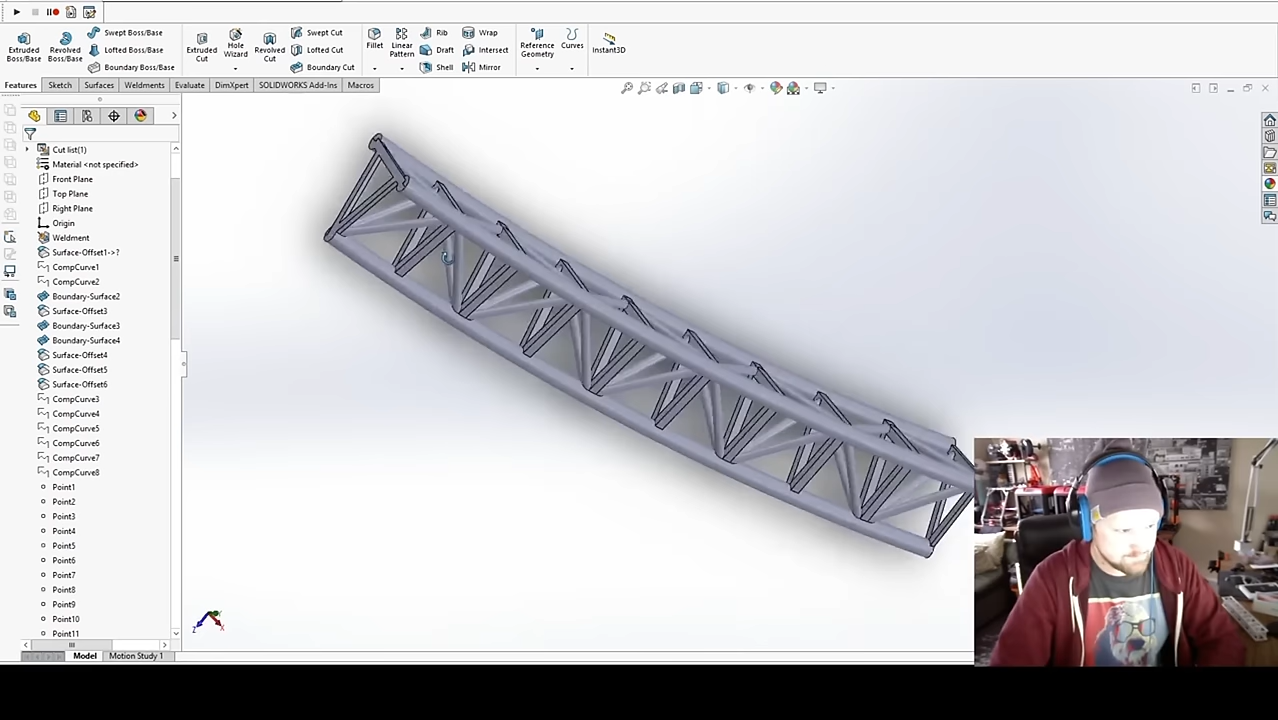 Extruded Boss/Base
Revolved Boss/Base
Swept Boss/Base
Lofted Boss/Base
Boundary Boss/Base
Extruded Cut
Hole Wizard
Revolved Cut
Swept Cut
Lofted Cut
Boundary Cut
Fillet
Linear Pattern
Rib
Draft
Shell
Wrap
Intersect
Mirror
Reference Geometry
Curves
Instant3D
Features
Sketch
Surfaces
Weldments
Evaluate
DimXpert
SOLIDWORKS Add-Ins
Macros
Cut list(1)
Material <not specified>
Front Plane
Top Plane
Right Plane
Origin
Weldment
Surface-Offset1->?
CompCurve1
CompCurve2
Boundary-Surface2
Surface-Offset3
Boundary-Surface3
Boundary-Surface4
Surface-Offset4
Surface-Offset5
Surface-Offset6
CompCurve3
CompCurve4
CompCurve5
CompCurve6
CompCurve7
CompCurve8
Point1
Point2
Point3
Point4
Point5
Point6
Point7
Point8
Point9
Point10
Point11
Z
X
Model
Motion Study 1